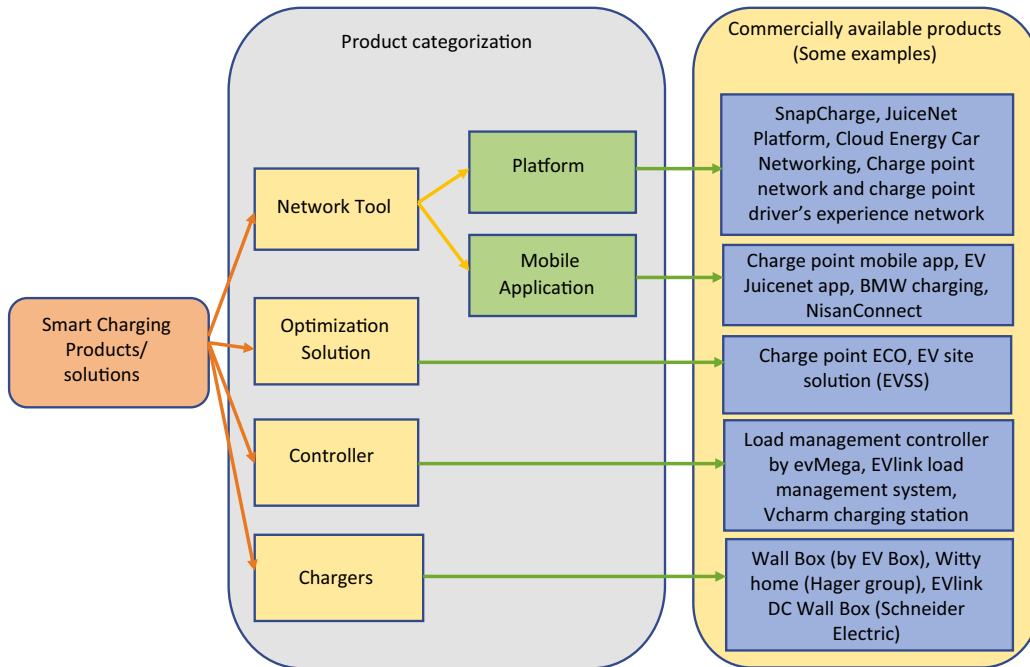 Product categorization
Commercially available products
(Some examples)
Smart Charging
Products/
solutions
Network Tool
Platform
SnapCharge, JuiceNet
Platform, Cloud Energy Car
Networking, Charge point
network and charge point
driver’s experience network
Mobile
Application
Charge point mobile app, EV
Juicenet app, BMW charging,
NisanConnect
Optimization
Solution
Charge point ECO, EV site
solution (EVSS)
Controller
Load management controller
by evMega, EVlink load
management system,
Vcharm charging station
Chargers
Wall Box (by EV Box), Witty
home (Hager group), EVlink
DC Wall Box (Schneider
Electric)